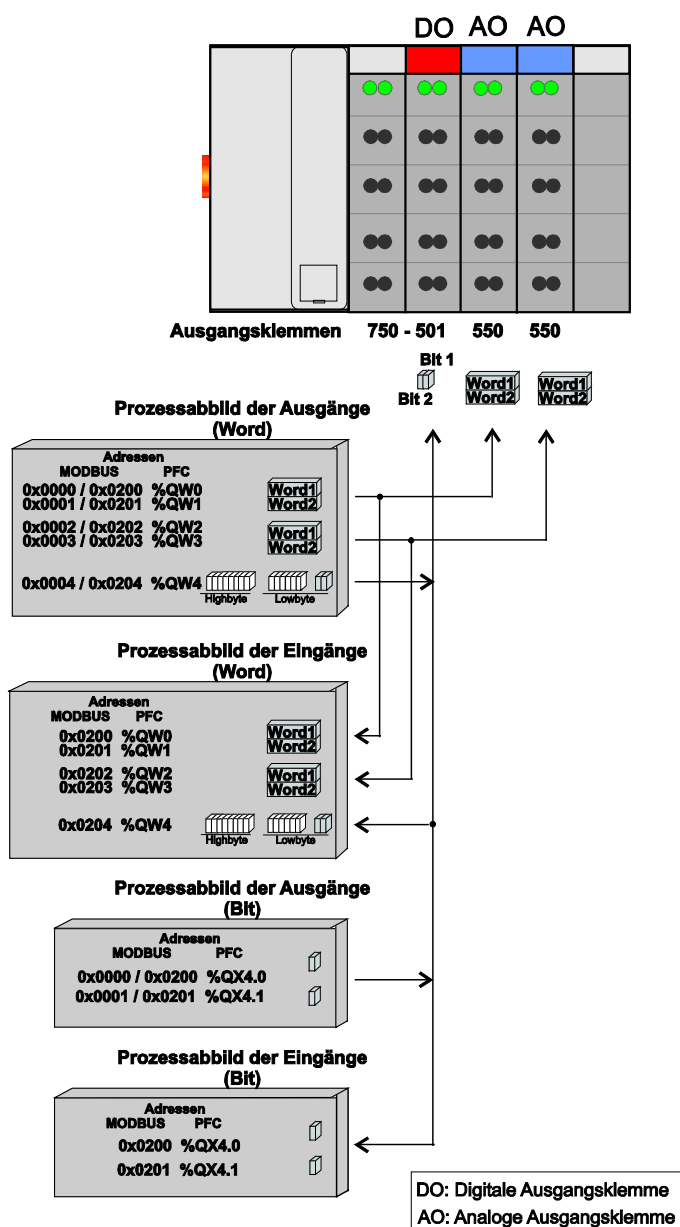 DO AO AO
Ausgangsklemmen 750 - 501 550 550
Bit 1
Bit 2
Word1 Word1
Word2 Word2
Prozessabbild der Ausgänge
(Word)
Adressen
MODBUS PFC
0x0000 / 0x0200 %QW0 Word1
0x0001 / 0x0201 %QW1 Word2
0x0002 / 0x0202 %QW2 Word1
0x0003 / 0x0203 %QW3 Word2
0x0004 / 0x0204 %QW4
Highbyte Lowbyte
Prozessabbild der Eingänge
(Word)
Adressen
MODBUS PFC
0x0200 %QW0 Word1
0x0201 %QW1 Word2
0x0202 %QW2 Word1
0x0203 %QW3 Word2
0x0204 %QW4
Highbyte Lowbyte
Prozessabbild der Ausgänge
(Bit)
Adressen
MODBUS PFC
0x0000 / 0x0200 %QX4.0
0x0001 / 0x0201 %QX4.1
Prozessabbild der Eingänge
(Bit)
Adressen
MODBUS PFC
0x0200 %QX4.0
0x0201 %QX4.1
DO: Digitale Ausgangsklemme
AO: Analoge Ausgangsklemme